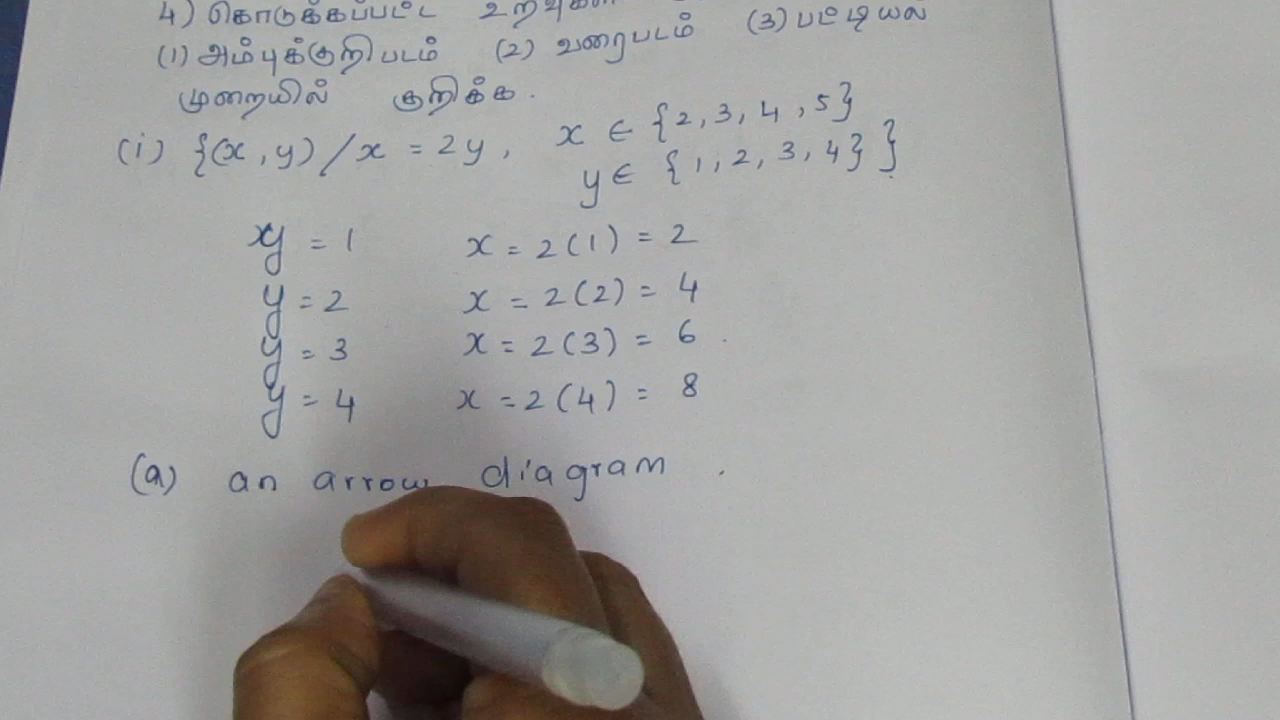 4) கொடுக்கப்பட்ட உறவுகளை
(1) அம்புக்குறிபடம் (2) வரைபடம் (3) பட்டியல்
முறையில் குறிக்க.
(i) {(x, y) / x = 2y, x ∈ {2, 3, 4, 5}
y ∈ {1, 2, 3, 4} }
y = 1 x = 2(1) = 2
y = 2 x = 2(2) = 4
y = 3 x = 2(3) = 6.
y = 4 x = 2(4) = 8
(a) an arrow diagram.